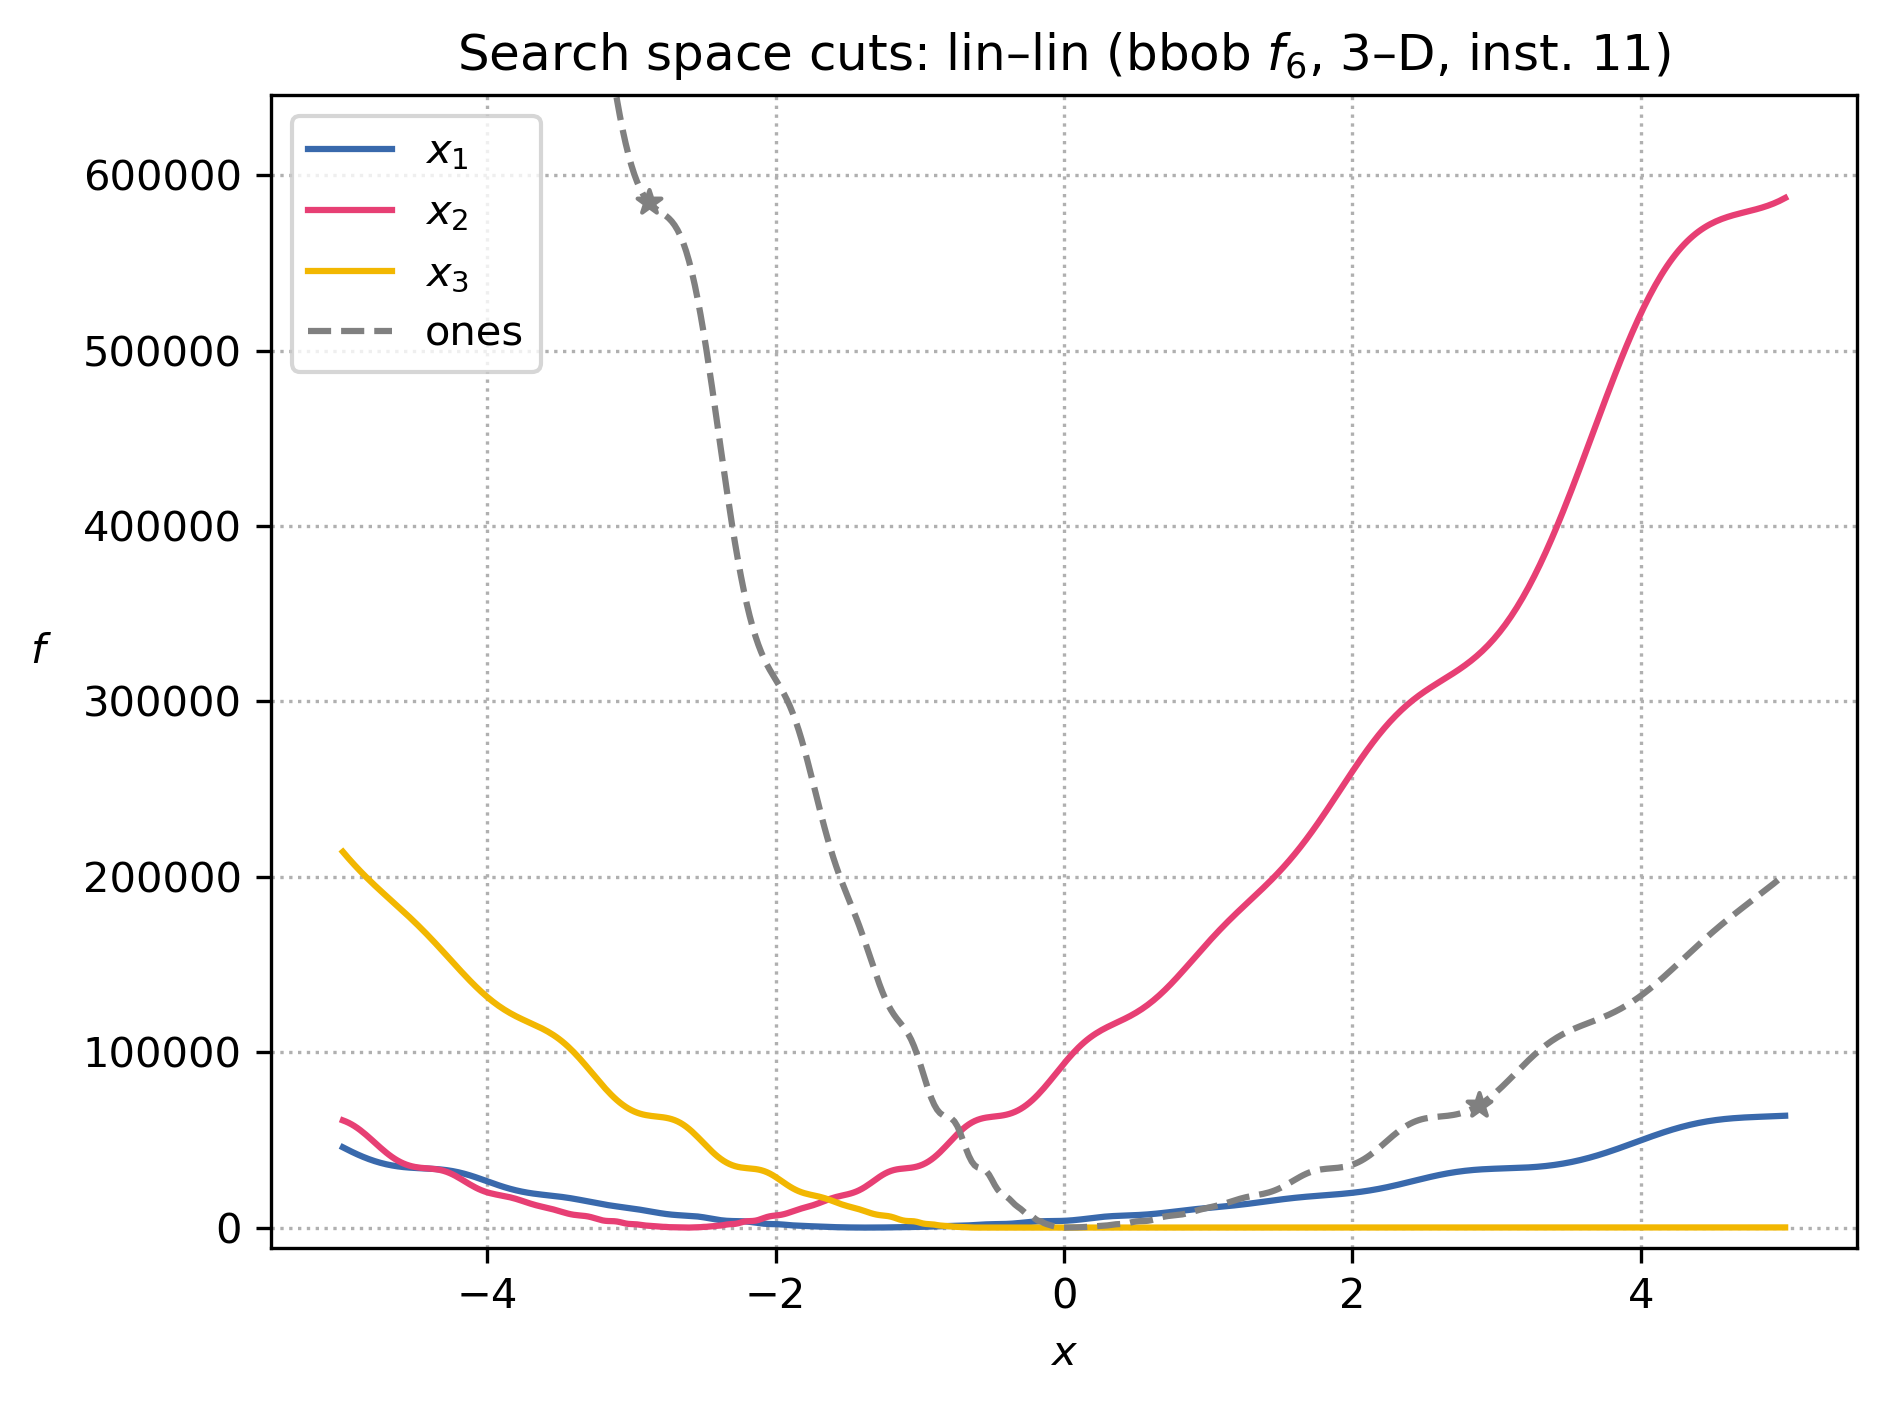 Search space cuts: lin–lin (bbob f₆, 3–D, inst. 11)
x₁
x₂
x₃
ones
600000
500000
400000
300000
200000
100000
0
f
−4 −2 0 2 4
x